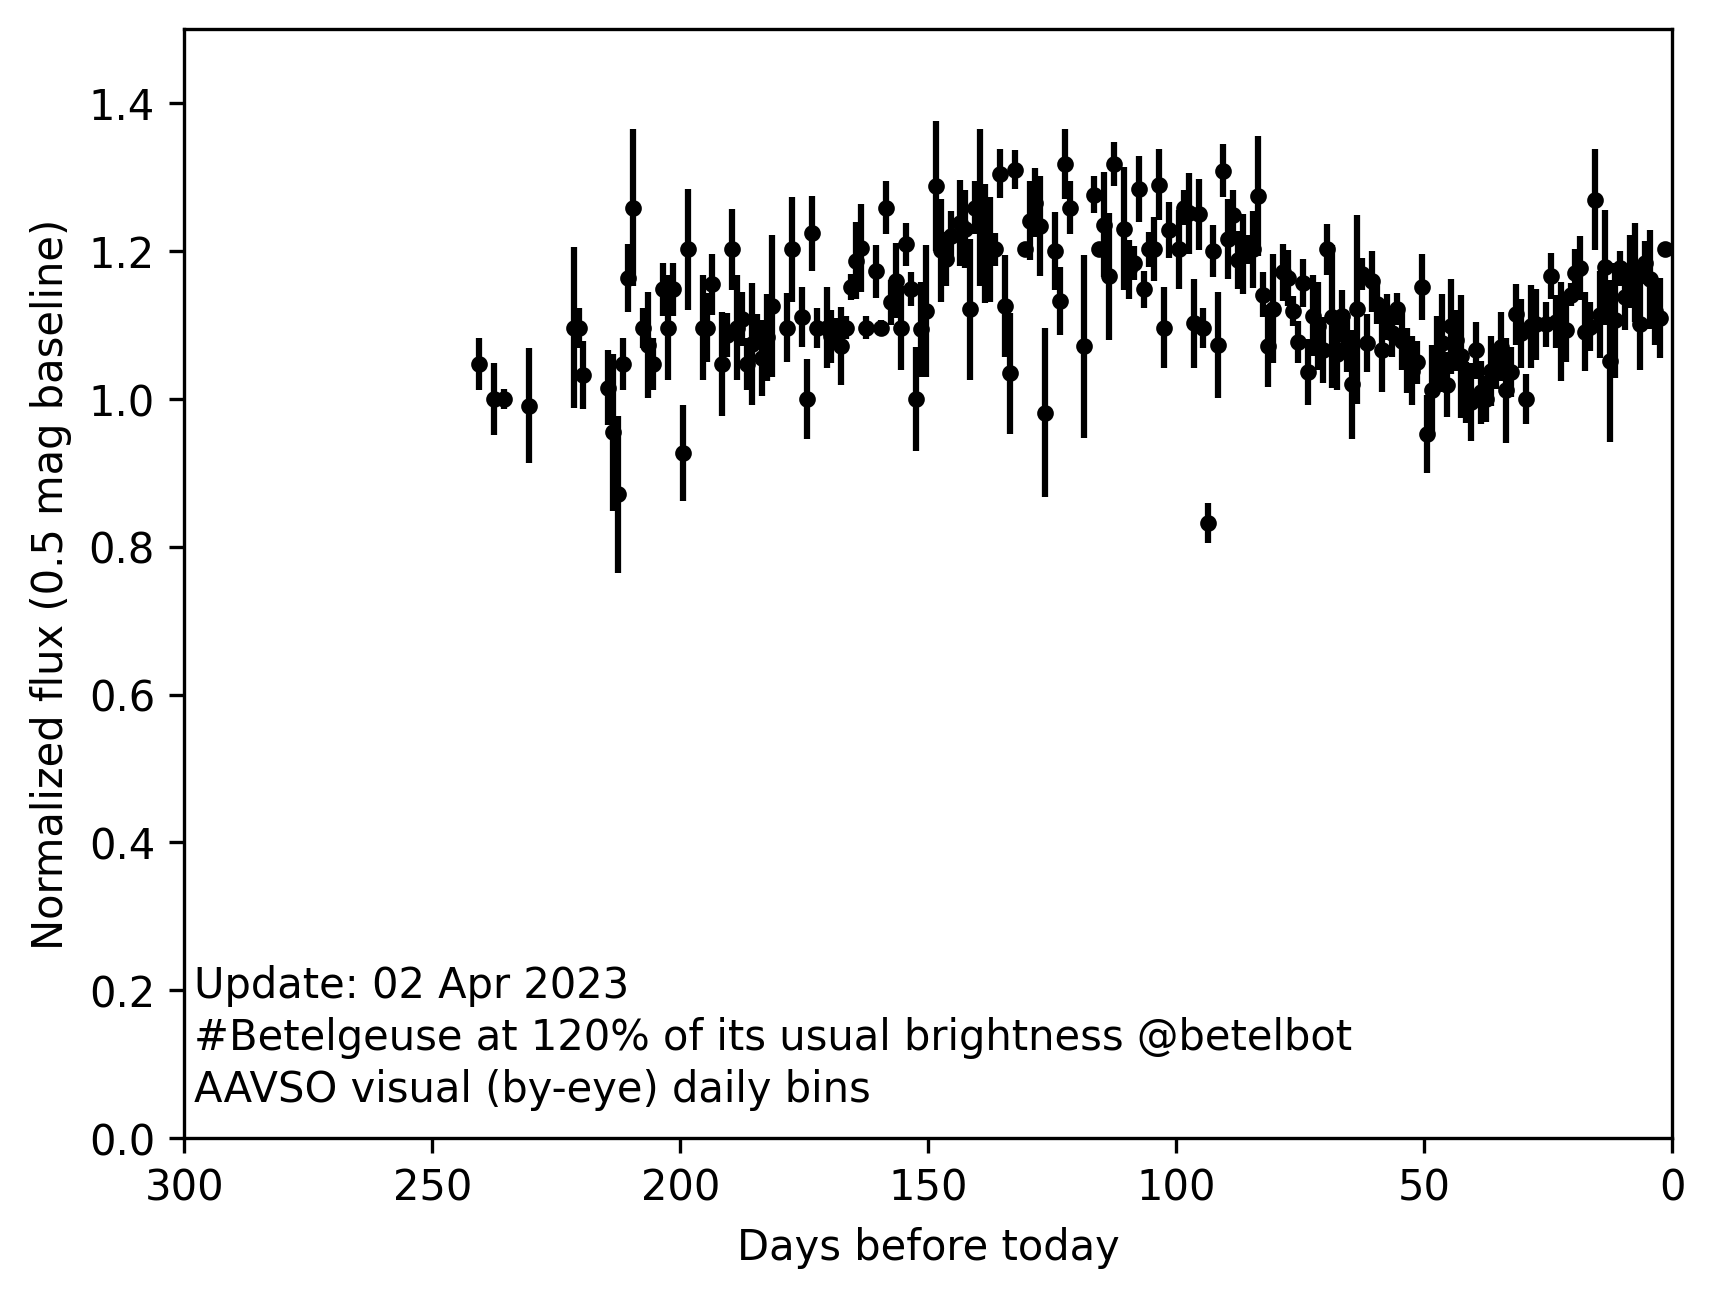 Normalized flux (0.5 mag baseline)
1.4
1.2
1.0
0.8
0.6
0.4
0.2
0.0
Update: 02 Apr 2023
#Betelgeuse at 120% of its usual brightness @betelbot
AAVSO visual (by-eye) daily bins
300 250 200 150 100 50 0
Days before today